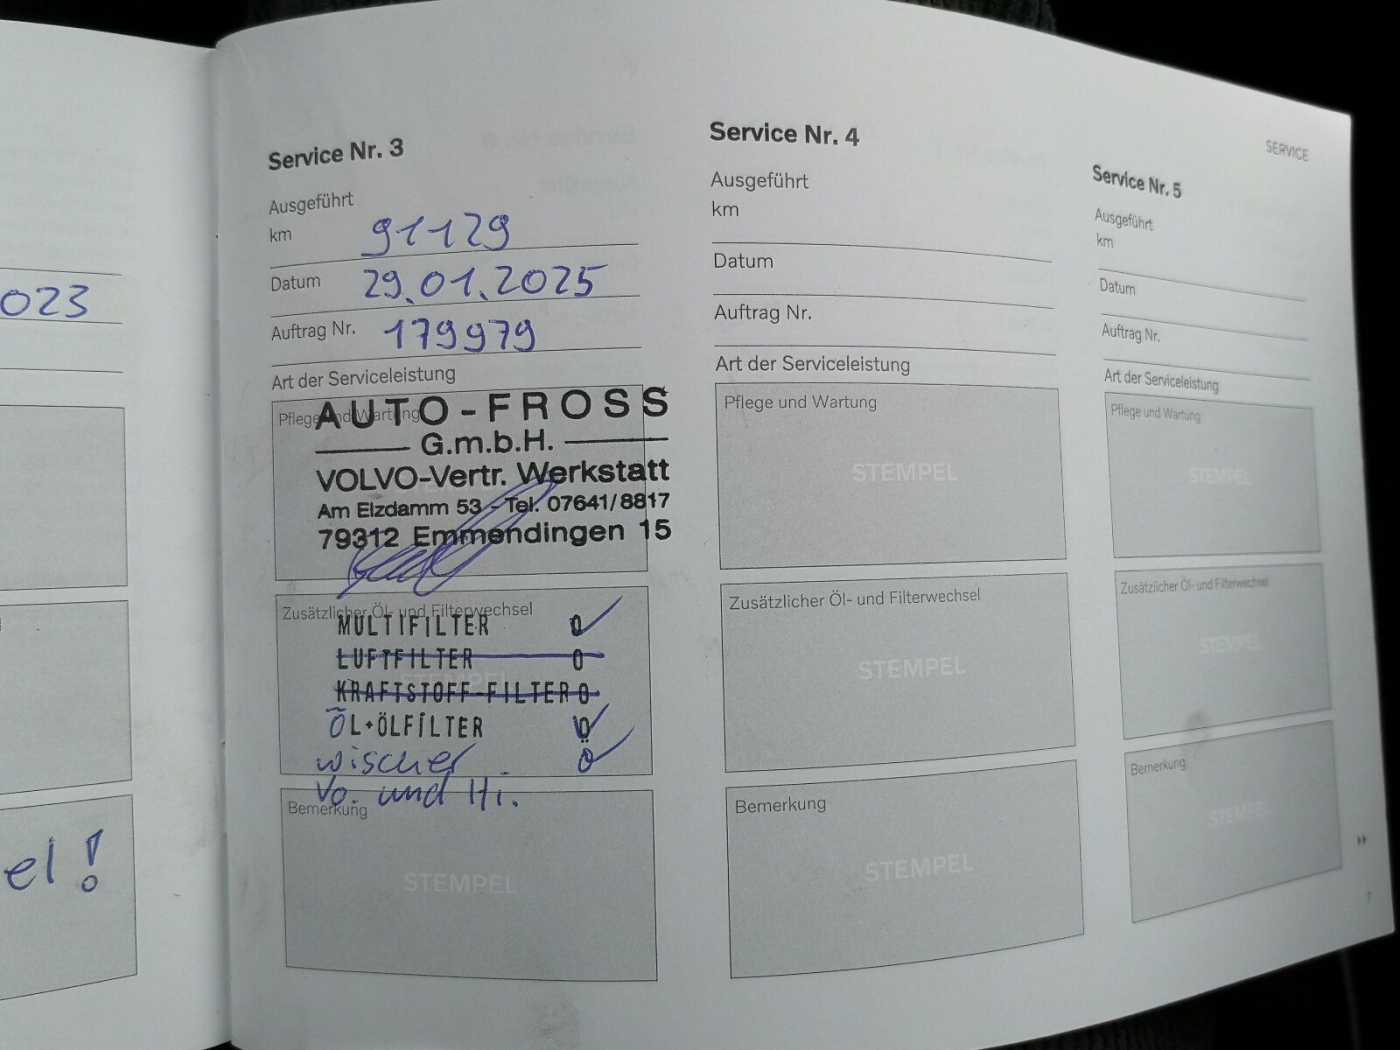 023
el!
Service Nr. 3
Ausgeführt
km 91129
Datum 29.01.2025
Auftrag Nr. 179979
Art der Serviceleistung
Pflege und Wartung
AUTO-FROSS
G.m.b.H.
VOLVO-Vertr. Werkstatt
Am Elzdamm 53 - Tel. 07641/8817
79312 Emmendingen 15
Zusätzlicher Öl- und Filterwechsel
MULTIFILTER 0
LUFTFILTER 0
KRAFTSTOFF-FILTER 0
ÖL+ÖLFILTER 0
wischer 0
Vo. und Hi.
Bemerkung
STEMPEL
Service Nr. 4
Ausgeführt
km
Datum
Auftrag Nr.
Art der Serviceleistung
Pflege und Wartung
STEMPEL
Zusätzlicher Öl- und Filterwechsel
STEMPEL
Bemerkung
STEMPEL
SERVICE
Service Nr. 5
Ausgeführt
km
Datum
Auftrag Nr.
Art der Serviceleistung
Pflege und Wartung
STEMPEL
Zusätzlicher Öl- und Filterwechsel
STEMPEL
Bemerkung
STEMPEL
7